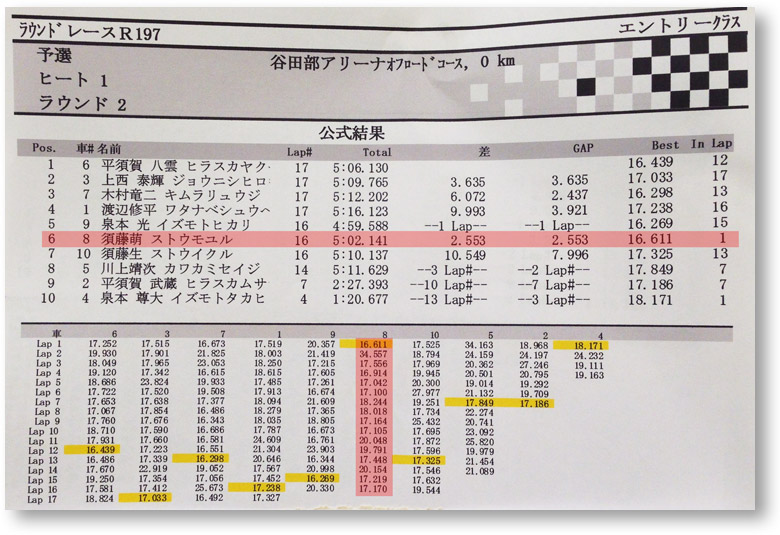 ﾗｳﾝﾄﾞレースＲ197 エントリークﾗｽ
予選
谷田部アリーナｵﾌﾛｰﾄﾞｺｰｽ, 0 km
ヒート 1
ラウンド 2
公式結果
Pos. 車# 名前 Lap# Total 差 GAP Best In Lap
1 6 平須賀 八雲 ヒラスカヤク 17 5:06.130 16.439 12
2 3 上西 泰輝 ジョウニシヒロ 17 5:09.765 3.635 3.635 17.033 17
3 7 木村竜二 キムラリュウジ 17 5:12.202 6.072 2.437 16.298 13
4 1 渡辺修平 ワタナベシュウヘ 17 5:16.123 9.993 3.921 17.238 16
5 9 泉本 光 イズモトヒカリ 16 4:59.588 --1 Lap#-- --1 Lap#-- 16.269 15
6 8 須藤萌 ストウモユル 16 5:02.141 2.553 2.553 16.611 1
7 10 須藤生 ストウイクル 16 5:10.137 10.549 7.996 17.325 13
8 5 川上靖次 カワカミセイジ 14 5:11.629 --3 Lap#-- --2 Lap#-- 17.849 7
9 2 平須賀 武蔵 ヒラスカムサ 7 2:27.393 --10 Lap#-- --7 Lap#-- 17.186 7
10 4 泉本 尊大 イズモトタカヒ 4 1:20.677 --13 Lap#-- --3 Lap#-- 18.171 1
車 6 3 7 1 9 8 10 5 2 4
Lap 1 17.252 17.515 16.673 17.519 20.357 16.611 17.525 34.163 18.968 18.171
Lap 2 19.930 17.901 21.825 18.003 21.419 34.557 18.794 24.159 24.197 24.232
Lap 3 18.049 17.965 23.053 18.250 17.215 17.556 17.969 20.362 27.246 19.111
Lap 4 19.120 17.342 16.615 18.615 17.605 16.914 19.945 20.501 20.795 19.163
Lap 5 18.686 23.824 19.933 17.485 17.261 17.042 20.300 19.014 19.292
Lap 6 17.722 17.520 19.508 17.913 16.674 17.100 27.977 21.132 19.709
Lap 7 17.653 17.638 17.377 18.094 21.609 18.244 19.251 17.849 17.186
Lap 8 17.067 17.854 16.486 18.279 17.365 18.018 17.734 22.274
Lap 9 17.760 17.676 16.343 18.035 18.805 17.164 25.432 20.741
Lap 10 18.710 17.590 16.686 17.787 16.673 17.105 17.695 23.092
Lap 11 17.931 17.660 16.581 24.609 16.761 20.048 17.872 25.820
Lap 12 16.439 17.223 16.551 21.304 23.903 19.791 17.596 19.979
Lap 13 16.486 17.339 16.298 20.646 16.344 17.448 17.325 21.454
Lap 14 17.670 22.919 19.052 17.567 20.998 20.154 17.546 21.089
Lap 15 19.250 17.354 17.056 17.452 16.269 17.219 17.632
Lap 16 17.581 17.412 25.673 17.238 20.330 17.170 19.544
Lap 17 18.824 17.033 16.492 17.327